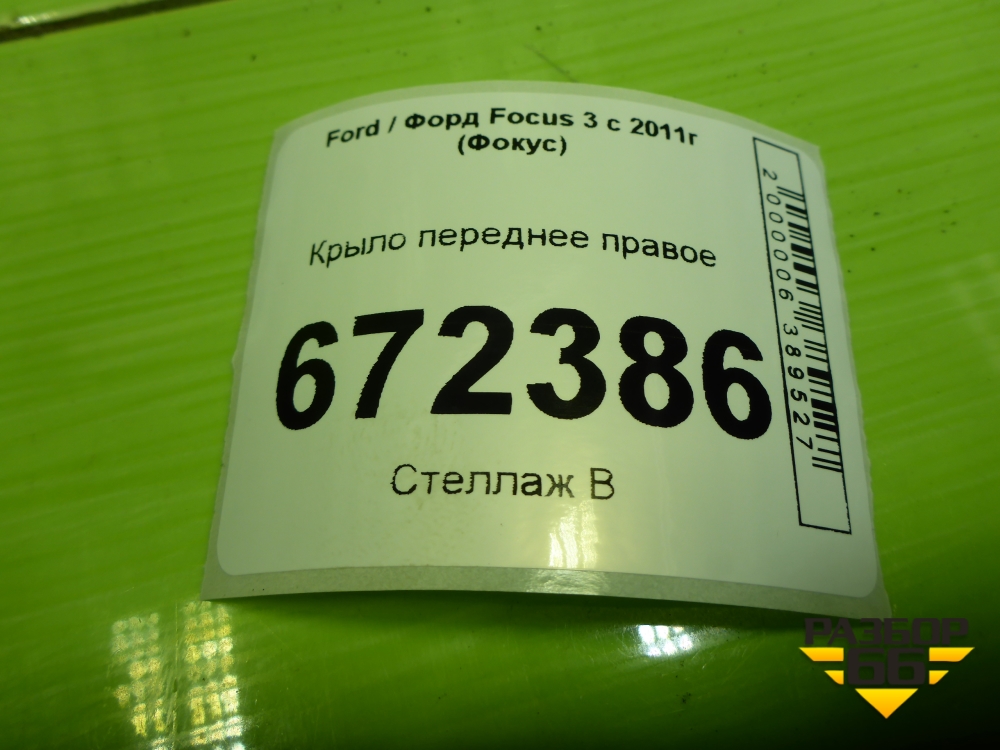 Ford / Форд Focus 3 с 2011г
(Фокус)
Крыло переднее правое
672386
Стеллаж В
2000006389527
РАЗБОР
66